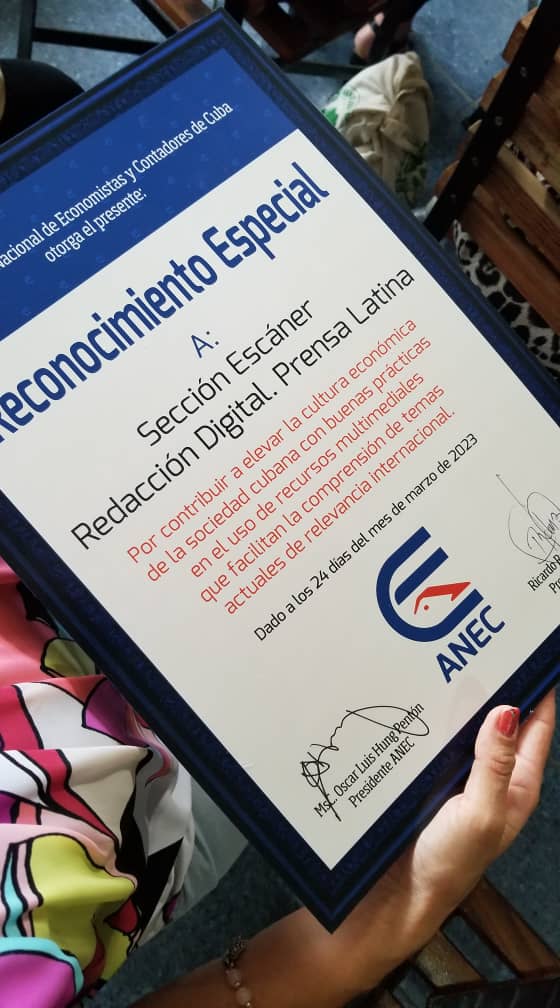 Nacional de Economistas y Contadores de Cuba
otorga el presente:
Reconocimiento Especial
A:
Sección Escáner
Redacción Digital. Prensa Latina
Por contribuir a elevar la cultura económica
de la sociedad cubana con buenas prácticas
en el uso de recursos multimediales
que facilitan la comprensión de temas
actuales de relevancia internacional.
Dado a los 24 días del mes de marzo de 2023
ANEC
MsC. Oscar Luis Hung Pentón
Presidente ANEC
Ricardo